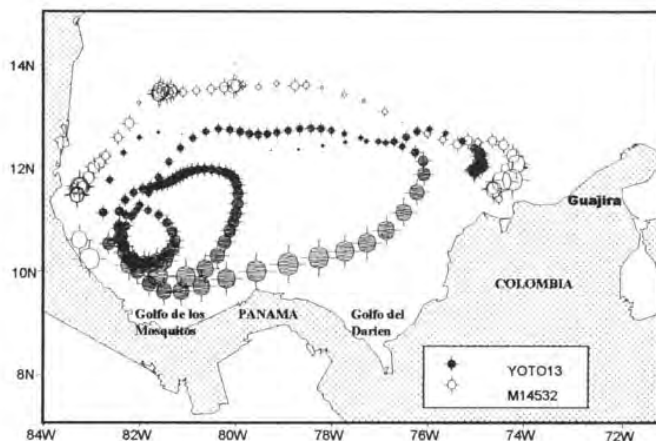 14N
12N
10N
8N
Guajira
COLOMBIA
Golfo de los
Mosquitos
PANAMA
Golfo del
Darien
YOTO13
M14532
84W
82W
80W
78W
76W
74W
72W